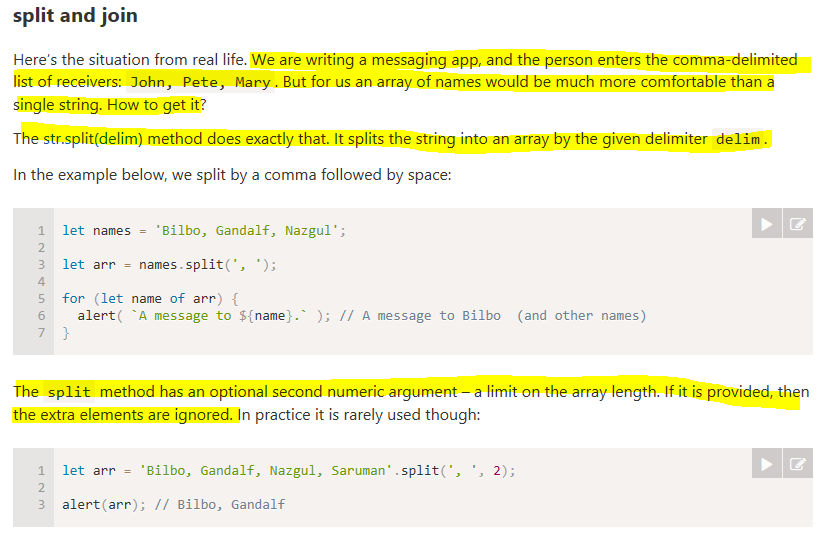 split and join
Here’s the situation from real life. We are writing a messaging app, and the person enters the comma-delimited
list of receivers: John, Pete, Mary. But for us an array of names would be much more comfortable than a
single string. How to get it?
The str.split(delim) method does exactly that. It splits the string into an array by the given delimiter delim.
In the example below, we split by a comma followed by space:
1 let names = 'Bilbo, Gandalf, Nazgul';
2
3 let arr = names.split(', ');
4
5 for (let name of arr) {
6   alert( `A message to ${name}.` ); // A message to Bilbo  (and other names)
7 }
The split method has an optional second numeric argument – a limit on the array length. If it is provided, then
the extra elements are ignored. In practice it is rarely used though:
1 let arr = 'Bilbo, Gandalf, Nazgul, Saruman'.split(', ', 2);
2
3 alert(arr); // Bilbo, Gandalf